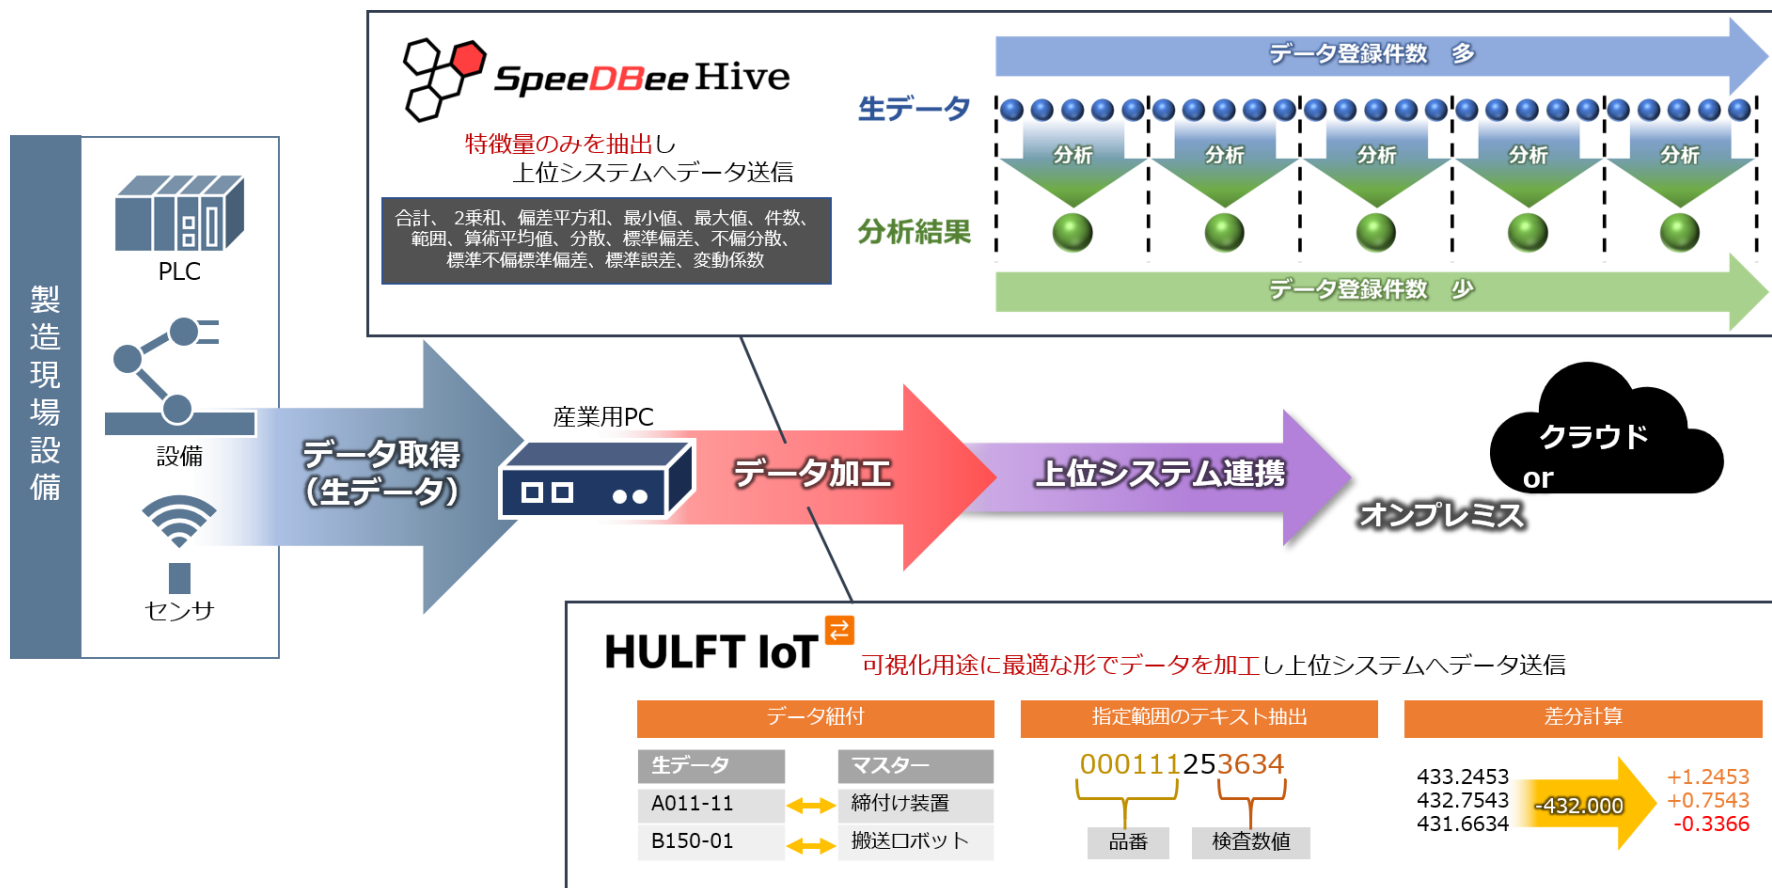 SpeeDBee Hive
特徴量のみを抽出し
上位システムへデータ送信
合計、 2乗和、偏差平方和、最小値、最大値、件数、
範囲、算術平均値、分散、標準偏差、不偏分散、
標準不偏標準偏差、標準誤差、変動係数
データ登録件数 多
生データ
分析 分析 分析 分析 分析
分析結果
データ登録件数 少
製造現場設備
PLC
設備
センサ
データ取得
（生データ）
産業用PC
データ加工
上位システム連携
クラウド
or
オンプレミス
HULFT IoT
可視化用途に最適な形でデータを加工し上位システムへデータ送信
データ紐付
生データ マスター
A011-11 締付け装置
B150-01 搬送ロボット
指定範囲のテキスト抽出
000111253634
品番 検査数値
差分計算
433.2453
432.7543
431.6634
-432.000
+1.2453
+0.7543
-0.3366